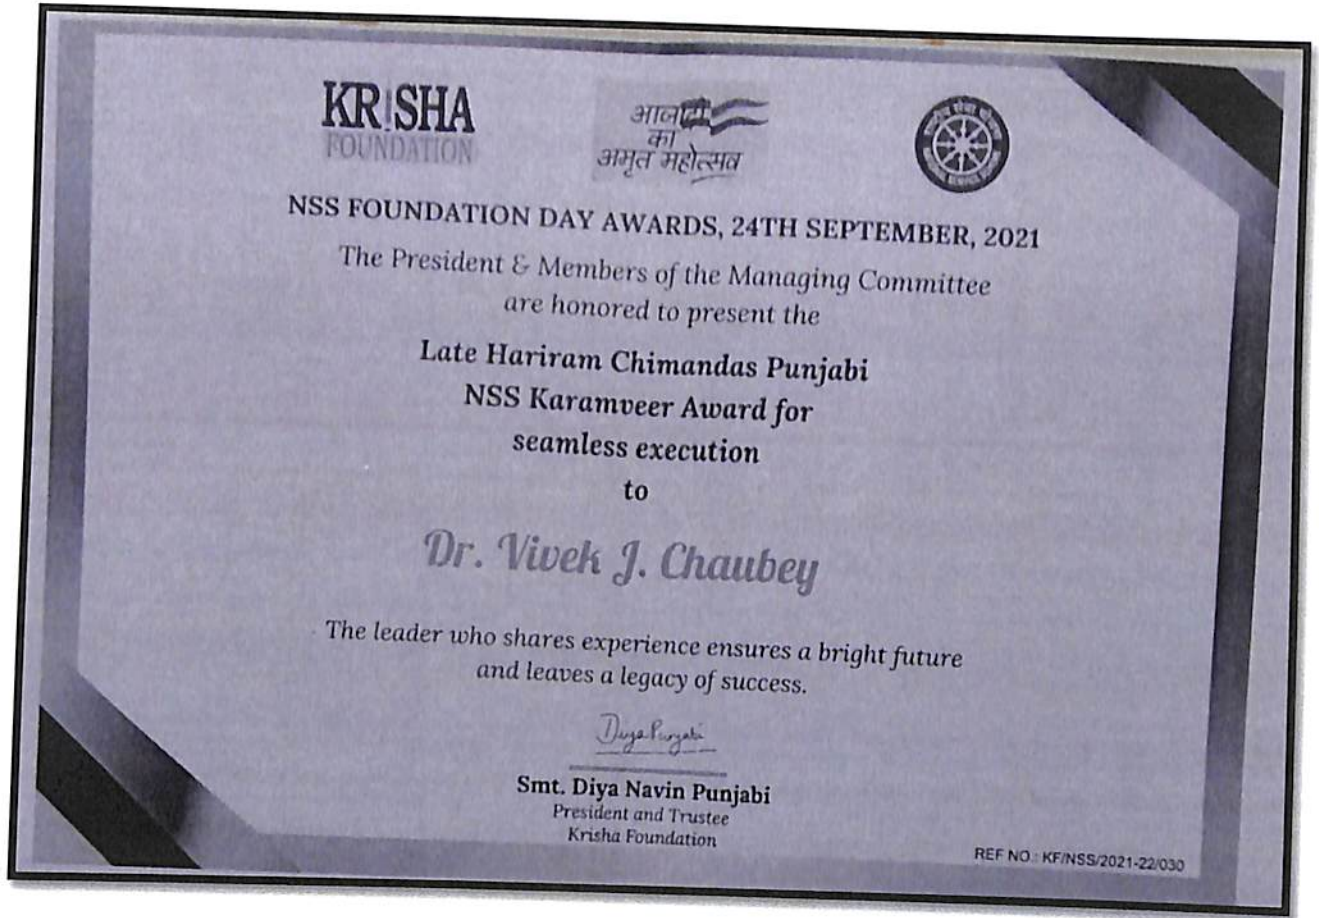 KRISHA
FOUNDATION
आज़ादी
का
अमृत महोत्सव
NSS FOUNDATION DAY AWARDS, 24TH SEPTEMBER, 2021
The President & Members of the Managing Committee
are honored to present the
Late Hariram Chimandas Punjabi
NSS Karamveer Award for
seamless execution
to
Dr. Vivek J. Chaubey
The leader who shares experience ensures a bright future
and leaves a legacy of success.
Diya Punjabi
Smt. Diya Navin Punjabi
President and Trustee
Krisha Foundation
REF NO.: KF/NSS/2021-22/030